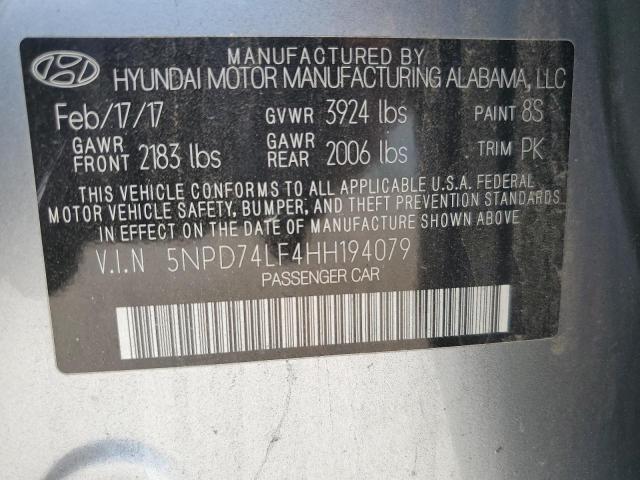 MANUFACTURED BY
HYUNDAI MOTOR MANUFACTURING ALABAMA, LLC
Feb/17/17 GVWR 3924 lbs PAINT 8S
GAWR FRONT 2183 lbs GAWR REAR 2006 lbs TRIM PK
THIS VEHICLE CONFORMS TO ALL APPLICABLE U.S.A. FEDERAL
MOTOR VEHICLE SAFETY, BUMPER, AND THEFT PREVENTION STANDARDS
IN EFFECT ON THE DATE OF MANUFACTURE SHOWN ABOVE
V.I.N 5NPD74LF4HH194079
PASSENGER CAR